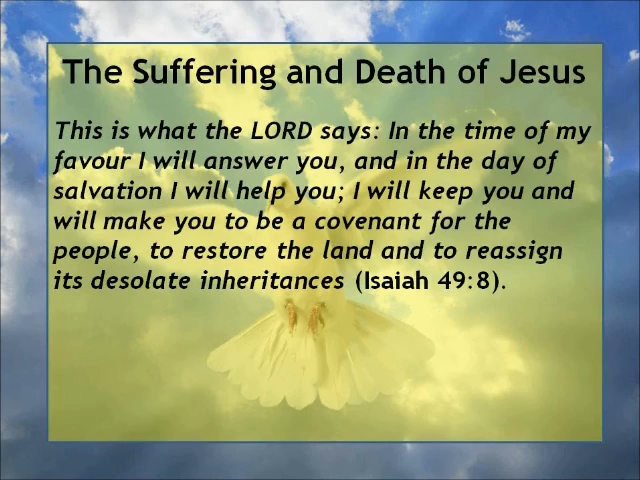 The Suffering and Death of Jesus
This is what the LORD says: In the time of my
favour I will answer you, and in the day of
salvation I will help you; I will keep you and
will make you to be a covenant for the
people, to restore the land and to reassign
its desolate inheritances (Isaiah 49:8).